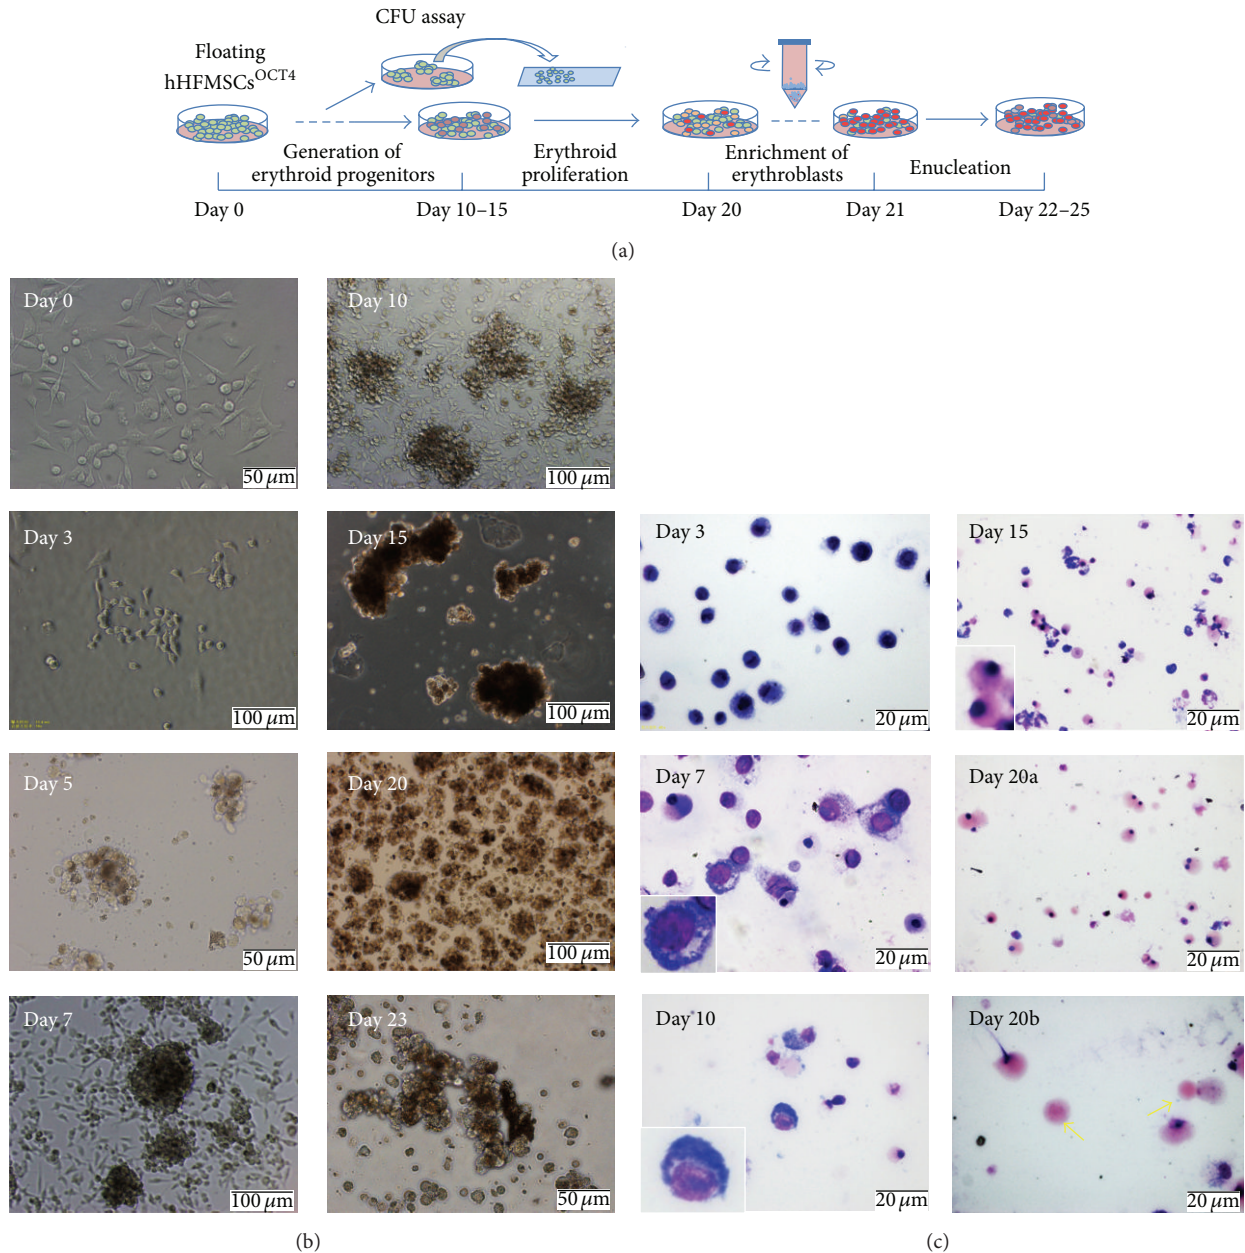 CFU assay
Floating
hHFMSCsOCT4
Generation of
erythroid progenitors
Erythroid
proliferation
Enrichment of
erythroblasts
Enucleation
Day 0
Day 10–15
Day 20
Day 21
Day 22–25
(a)
Day 0
50 μm
Day 10
100 μm
Day 3
100 μm
Day 15
100 μm
Day 5
50 μm
Day 20
100 μm
Day 7
100 μm
Day 23
50 μm
(b)
Day 3
20 μm
Day 15
20 μm
Day 7
20 μm
Day 20a
20 μm
Day 10
20 μm
Day 20b
20 μm
(c)